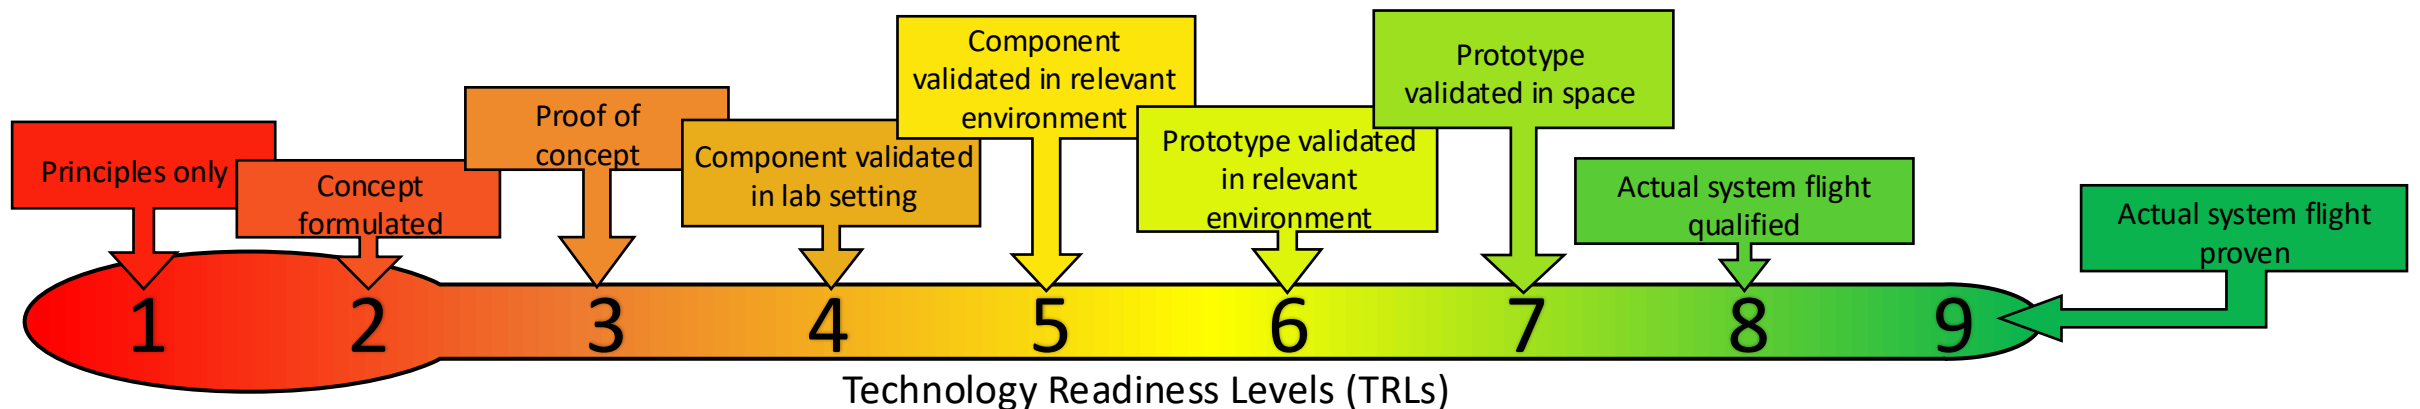 Principles only
Concept
formulated
Proof of
concept
Component validated
in lab setting
Component
validated in relevant
environment
Prototype validated
in relevant
environment
Prototype
validated in space
Actual system flight
qualified
Actual system flight
proven
1 2 3 4 5 6 7 8 9
Technology Readiness Levels (TRLs)